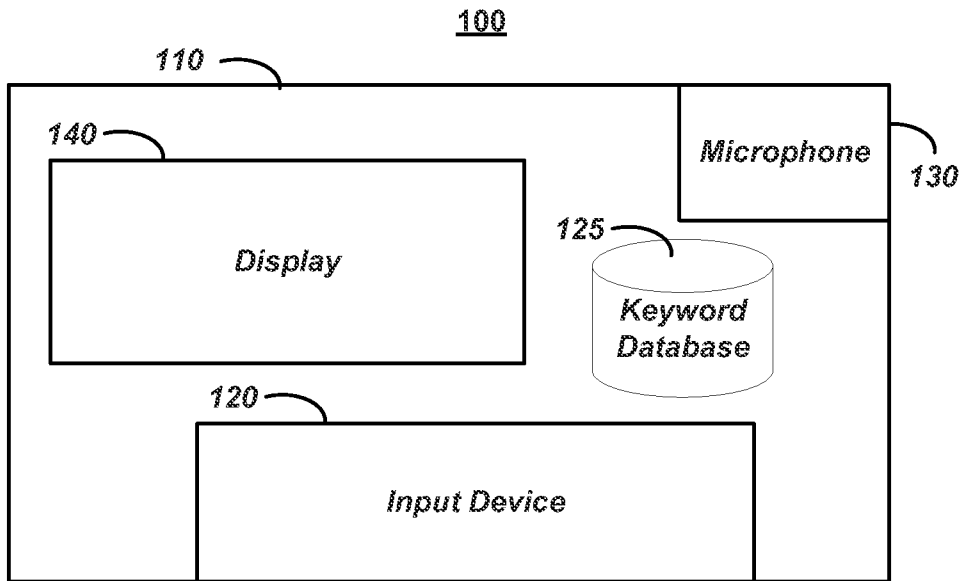 100
110
140
Microphone
130
125
Display
Keyword
Database
120
Input Device